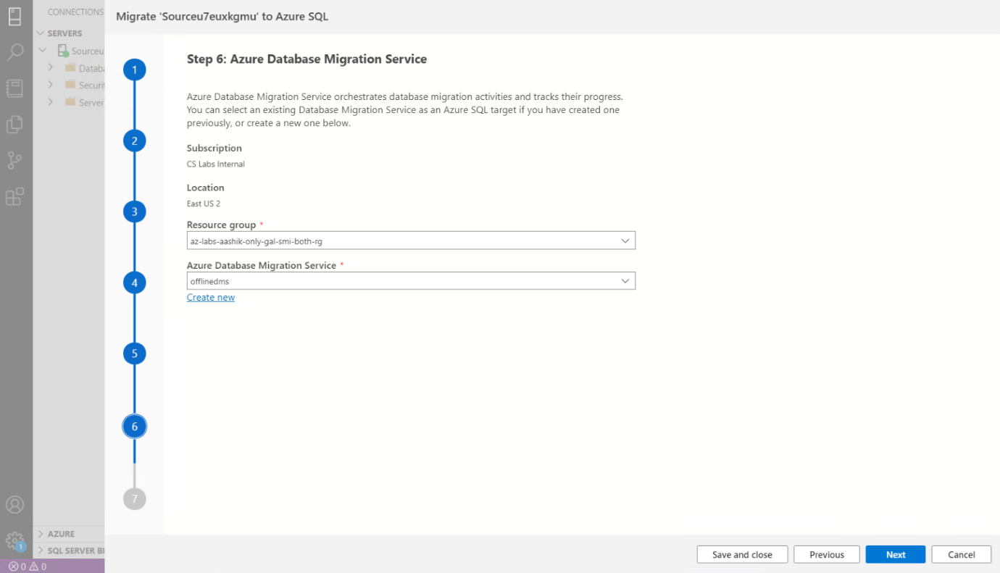 CONNECTIONS
Migrate 'Sourceu7euxkgmu' to Azure SQL
SERVERS
Sourceu
Databa
Securit
Server
1
2
3
4
5
6
7
Step 6: Azure Database Migration Service
Azure Database Migration Service orchestrates database migration activities and tracks their progress.
You can select an existing Database Migration Service as an Azure SQL target if you have created one
previously, or create a new one below.
Subscription
CS Labs Internal
Location
East US 2
Resource group *
az-labs-aashik-only-gal-smi-both-rg
Azure Database Migration Service *
offlinedms
Create new
AZURE
SQL SERVER BI
1
0 0
Save and close
Previous
Next
Cancel